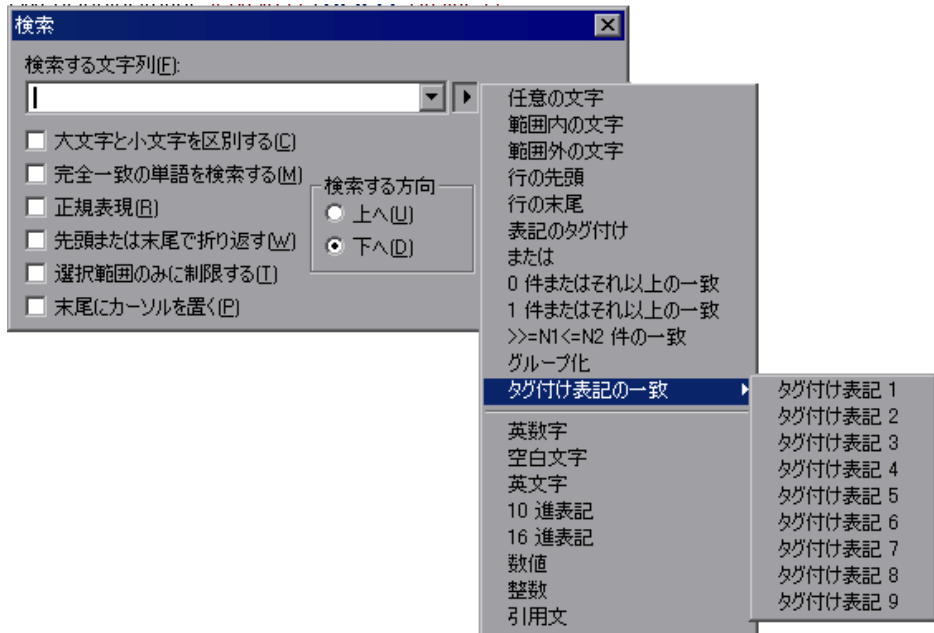 検索
検索する文字列(F):
大文字と小文字を区別する(C)
完全一致の単語を検索する(M)
正規表現(R)
先頭または末尾で折り返す(W)
選択範囲のみに制限する(T)
末尾にカーソルを置く(P)
検索する方向
上へ(U)
下へ(D)
任意の文字
範囲内の文字
範囲外の文字
行の先頭
行の末尾
表記のタグ付け
または
0 件またはそれ以上の一致
1 件またはそれ以上の一致
>>=N1<=N2 件の一致
グループ化
タグ付け表記の一致
英数字
空白文字
英文字
10 進表記
16 進表記
数値
整数
引用文
タグ付け表記 1
タグ付け表記 2
タグ付け表記 3
タグ付け表記 4
タグ付け表記 5
タグ付け表記 6
タグ付け表記 7
タグ付け表記 8
タグ付け表記 9